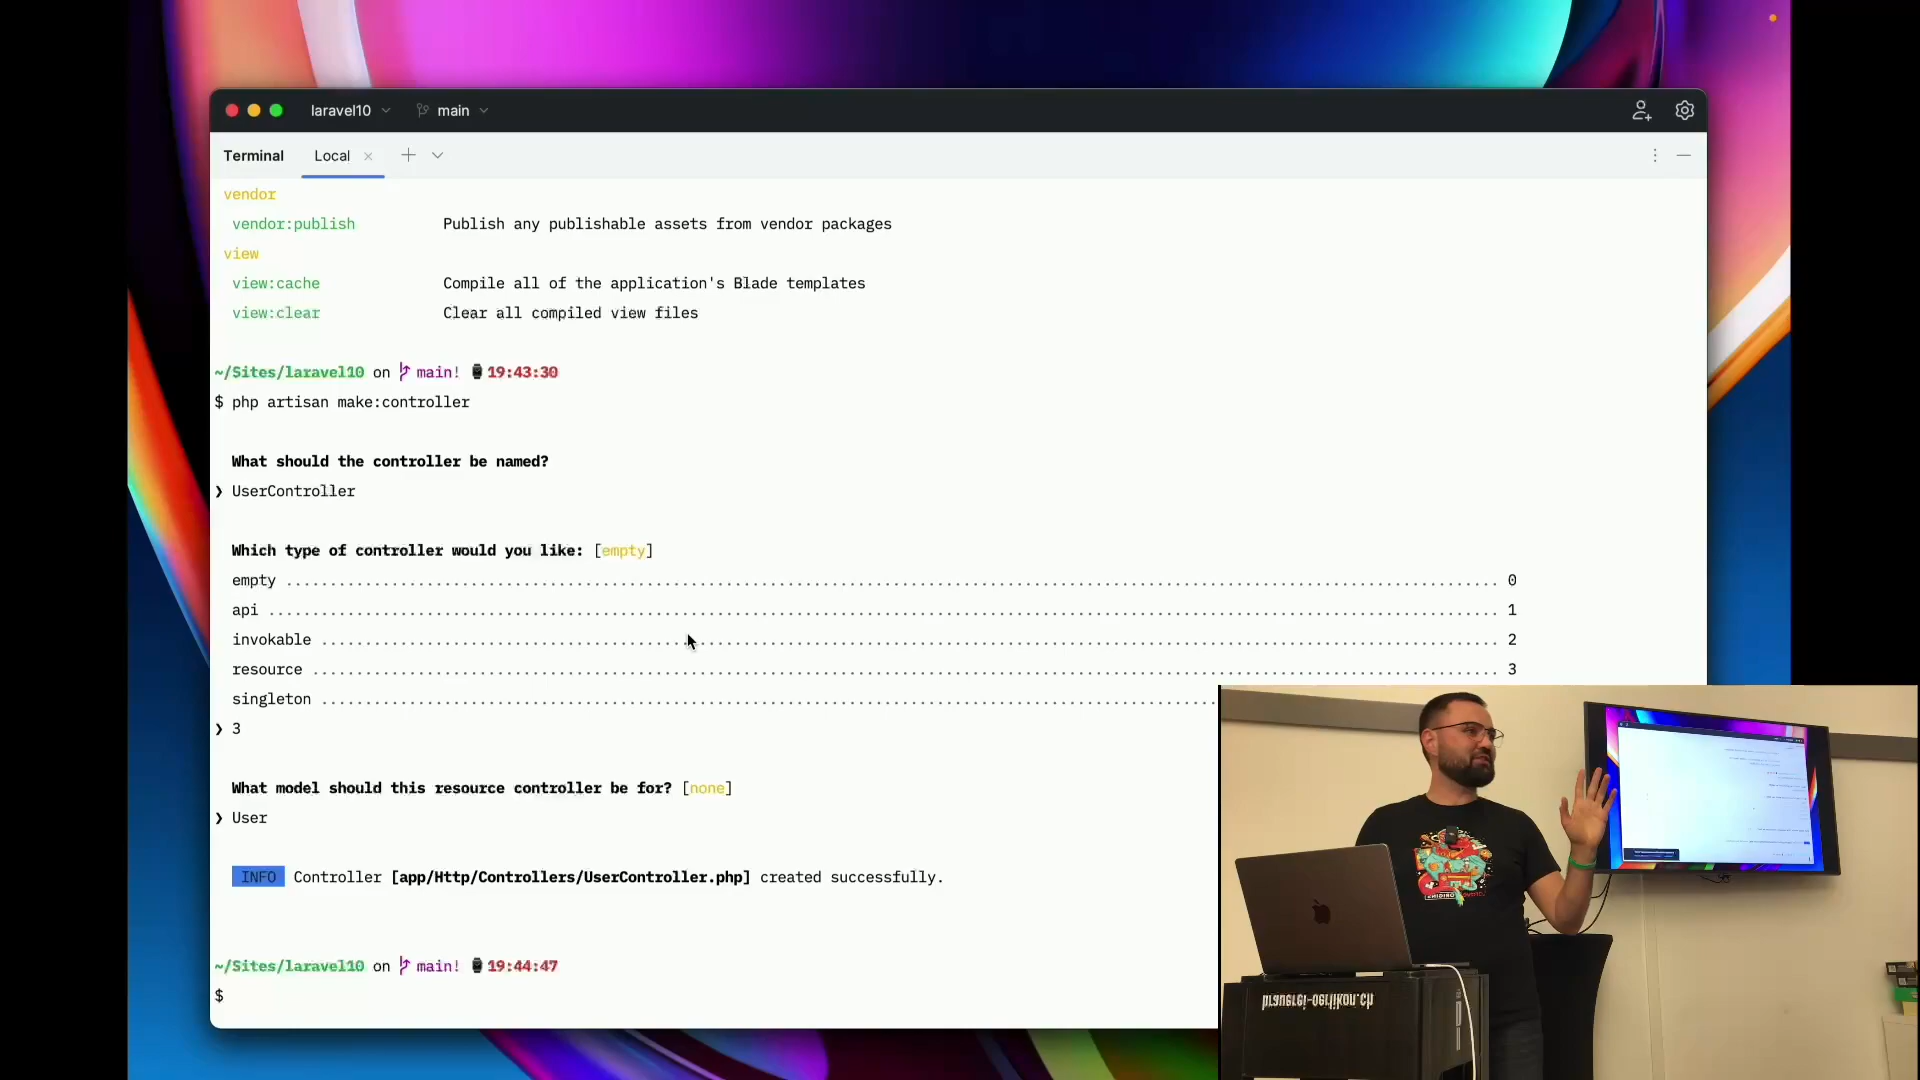 laravel10 main
Terminal Local
vendor
vendor:publish Publish any publishable assets from vendor packages
view
view:cache Compile all of the application's Blade templates
view:clear Clear all compiled view files
~/Sites/laravel10 on main! 19:43:30
$ php artisan make:controller
What should the controller be named?
❯ UserController
Which type of controller would you like: [empty]
empty ........................................ 0
api ........................................ 1
invokable ........................................ 2
resource ........................................ 3
singleton ........................................
❯ 3
What model should this resource controller be for? [none]
❯ User
INFO Controller [app/Http/Controllers/UserController.php] created successfully.
~/Sites/laravel10 on main! 19:44:47
$
brauerei-oerlikon.ch